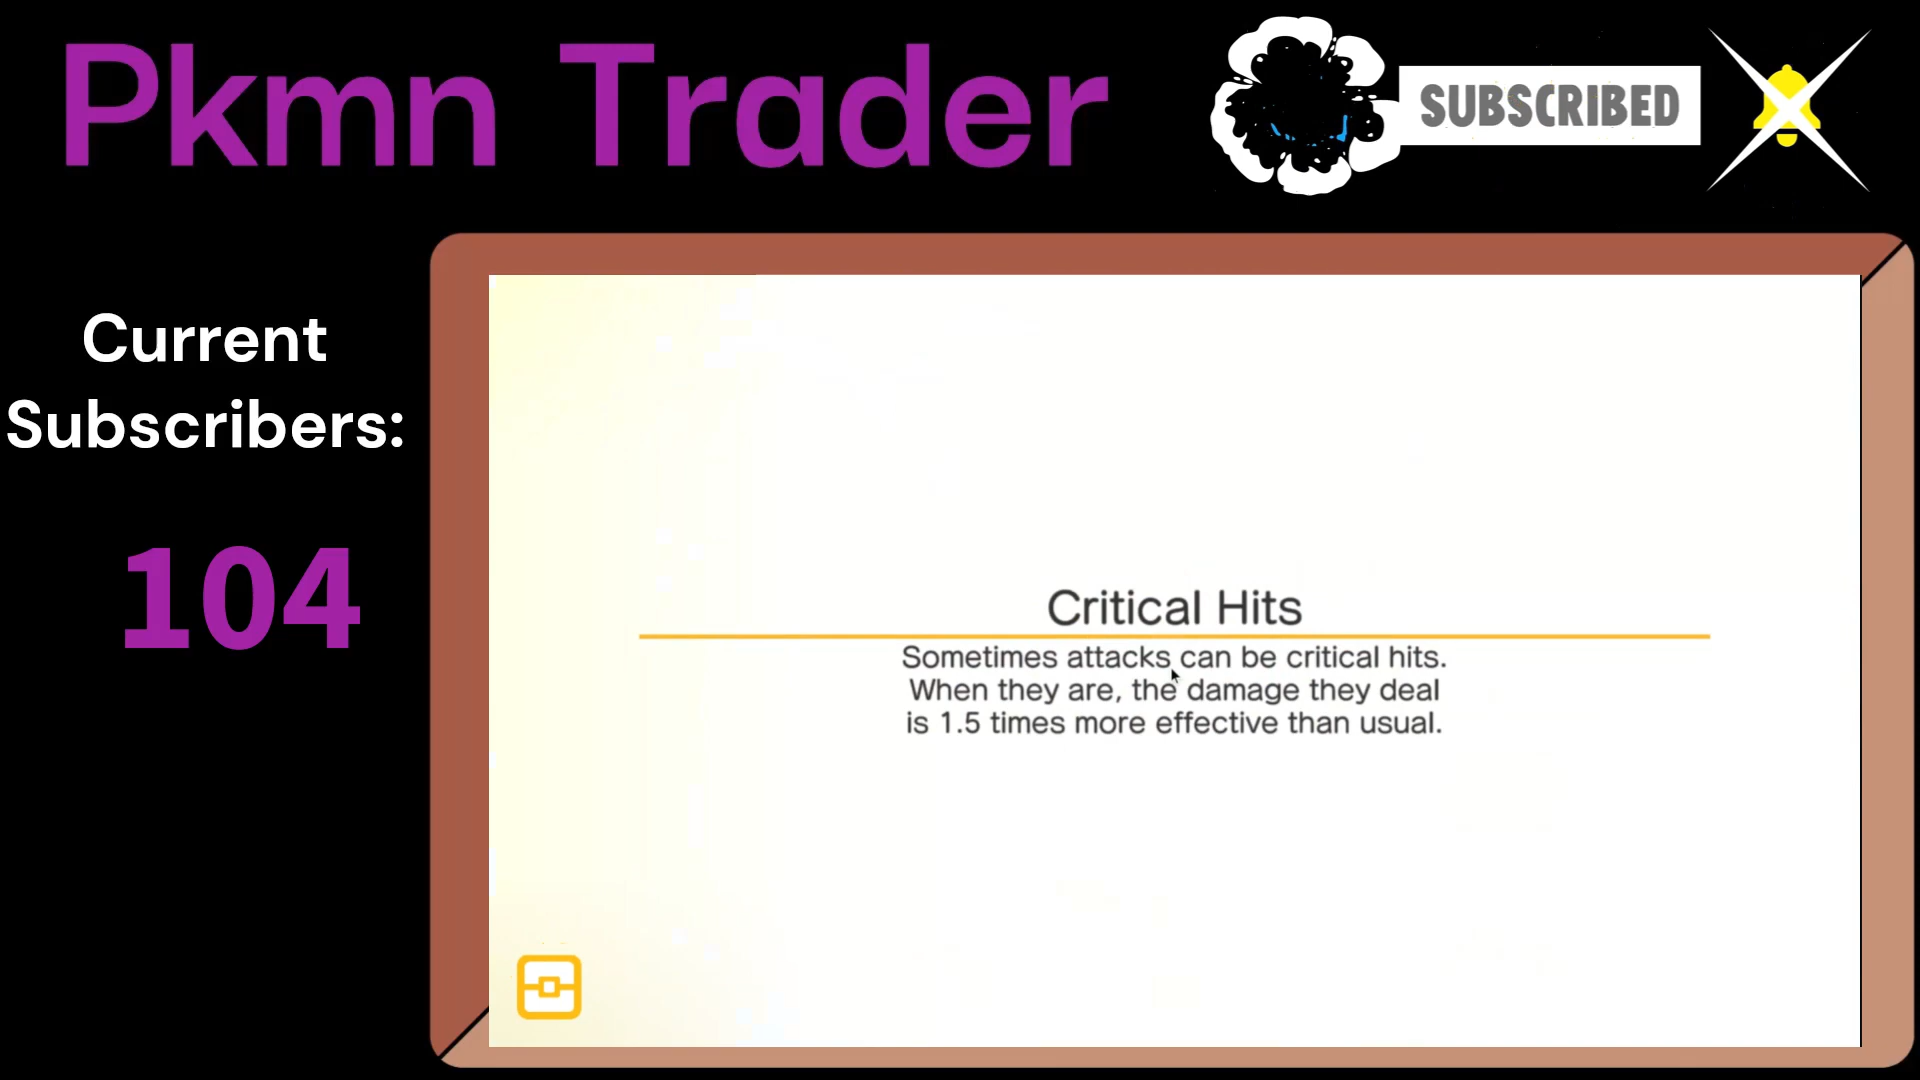 Pkmn Trader
SUBSCRIBED
Current
Subscribers:
104
Critical Hits
Sometimes attacks can be critical hits.
When they are, the damage they deal
is 1.5 times more effective than usual.